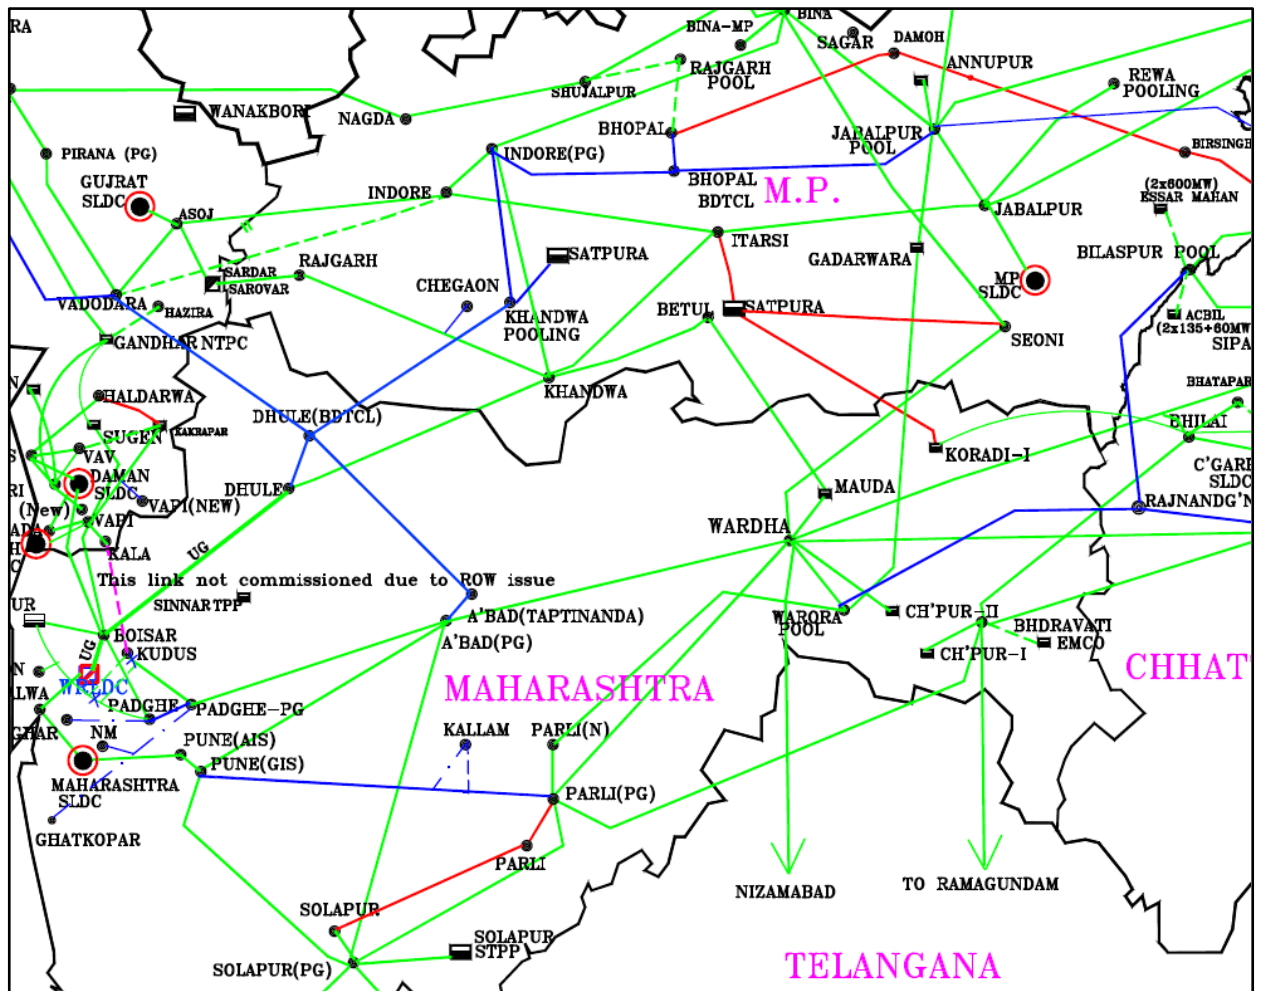 RA
BINA
BINA-MP
SAGAR
DAMOH
RAJGARH
POOL
ANNUPUR
REWA
POOLING
SHUJALPUR
WANAKBORI
NAGDA
BHOPAL
JABALPUR
POOL
BIRSINGH
PIRANA (PG)
INDORE(PG)
GUJRAT
SLDC
INDORE
BHOPAL
BDTCL
M.P.
(2x600MW)
ESSAR MAHAN
ASOJ
JABALPUR
ITARSI
SATPURA
GADARWARA
BILASPUR POOL
RAJGARH
SARDAR
SAROVAR
CHEGAON
MP
SLDC
VADODARA
HAZIRA
KHANDWA
POOLING
BETUL
SATPURA
ACBIL
(2x135+60MW
SIPA
GANDHAR NTPC
SEONI
N
HALDARWA
KHANDWA
BHATAPAR
DHULE(BDTCL)
SUGEN
KAKRAPAR
BHILAI
S
VAV
KORADI-I
C'GARH
SLDC
DAMAN
SLDC
RI
DHULE
MAUDA
(New)
VAPI(NEW)
RAJNANDG'N
VAPI
ADA
WARDHA
H
C
KALA
UG
This link not commissioned due to ROW issue
UR
SINNARTPP
A'BAD(TAPTINANDA)
WARORA
POOL
CH'PUR-II
BHDRAVATI
EMCO
BOISAR
A'BAD(PG)
UG
KUDUS
CH'PUR-I
N
CHHAT
WRLDC
MAHARASHTRA
ALWA
PADGHE
PADGHE-PG
GHAR
NM
PUNE(AIS)
KALLAM
PARLI(N)
PUNE(GIS)
MAHARASHTRA
SLDC
PARLI(PG)
GHATKOPAR
PARLI
NIZAMABAD
TO RAMAGUNDAM
SOLAPUR
SOLAPUR
STPP
SOLAPUR(PG)
TELANGANA